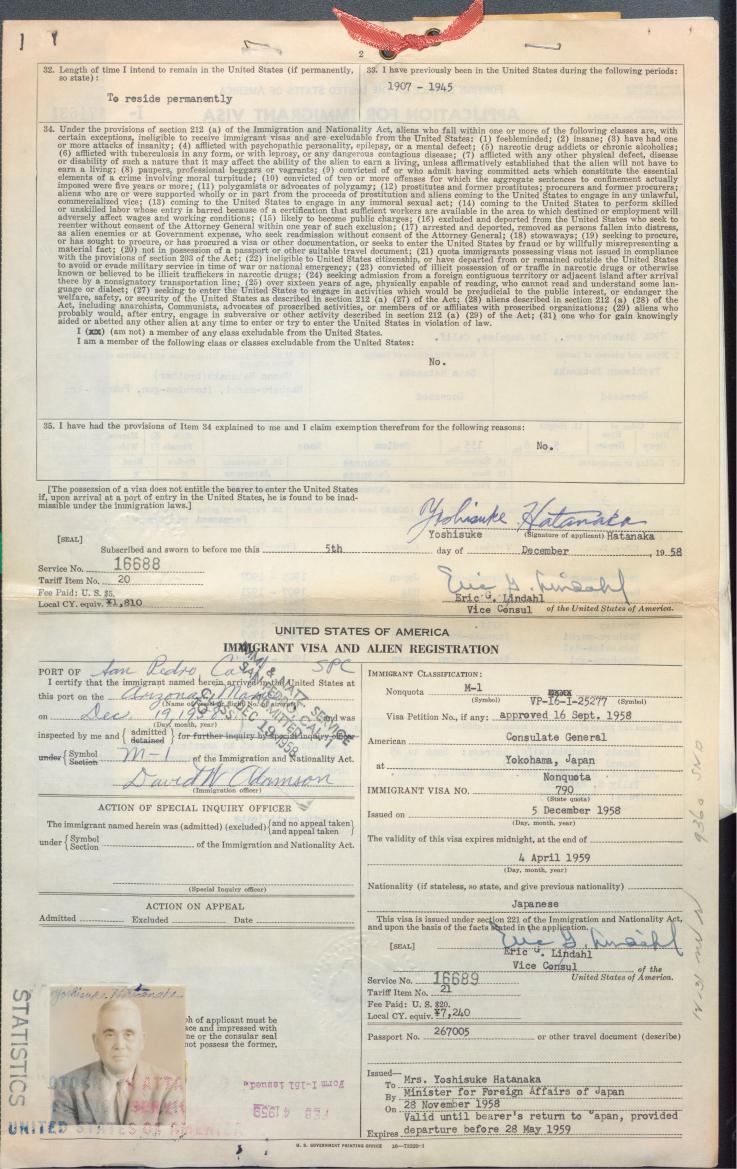 2
32. Length of time I intend to remain in the United States (if permanently, so state):
To reside permanently
33. I have previously been in the United States during the following periods:
1907 - 1945
34. Under the provisions of section 212 (a) of the Immigration and Nationality Act, aliens who fall within one or more of the following classes are, with
certain exceptions, ineligible to receive immigrant visas and are excludable from the United States: (1) feebleminded; (2) insane; (3) have had one
or more attacks of insanity; (4) afflicted with psychopathic personality, epilepsy, or a mental defect; (5) narcotic drug addicts or chronic alcoholics;
(6) afflicted with tuberculosis in any form, or with leprosy, or any dangerous contagious disease; (7) afflicted with any other physical defect, disease
or disability of such a nature that it may affect the ability of the alien to earn a living, unless affirmatively established that the alien will not have to
earn a living; (8) paupers, professional beggars or vagrants; (9) convicted of or who admit having committed acts which constitute the essential
elements of a crime involving moral turpitude; (10) convicted of two or more offenses for which the aggregate sentences to confinement actually
imposed were five years or more; (11) polygamists or advocates of polygamy; (12) prostitutes and former prostitutes; procurers and former procurers;
aliens who are or were supported wholly or in part from the proceeds of prostitution and aliens coming to the United States to engage in any unlawful,
commercialized vice; (13) coming to the United States to engage in any immoral sexual act; (14) coming to the United States to perform skilled
or unskilled labor whose entry is barred because of a certification that sufficient workers are available in the area to which destined or employment will
adversely affect wages and working conditions; (15) likely to become public charges; (16) excluded and deported from the United States who seek to
reenter without consent of the Attorney General within one year of such exclusion; (17) arrested and deported, removed as persons fallen into distress,
as alien enemies or at Government expense, who seek readmission without consent of the Attorney General; (18) stowaways; (19) seeking to procure,
or has sought to procure, or has procured a visa or other documentation, or seeks to enter the United States by fraud or by willfully misrepresenting a
material fact; (20) not in possession of a passport or other suitable travel document; (21) quota immigrants possessing visas not issued in compliance
with the provisions of section 203 of the Act; (22) ineligible to United States citizenship, or have departed from or remained outside the United States
to avoid or evade military service in time of war or national emergency; (23) convicted of illicit possession of or traffic in narcotic drugs or otherwise
known or believed to be illicit traffickers in narcotic drugs; (24) seeking admission from a foreign contiguous territory or adjacent island after arrival
there by a nonsignatory transportation line; (25) over sixteen years of age, physically capable of reading, who cannot read and understand some lan-
guage or dialect; (27) seeking to enter the United States to engage in activities which would be prejudicial to the public interest, or endanger the
welfare, safety, or security of the United States as described in section 212 (a) (27) of the Act; (28) aliens described in section 212 (a) (28) of the
Act, including anarchists, Communists, advocates of proscribed activities, members of or affiliates with proscribed organizations; (29) aliens who
probably would, after entry, engage in subversive or other activity described in section 212 (a) (29) of the Act; (31) one who for gain knowingly
aided or abetted any other alien at any time to enter or try to enter the United States in violation of law.
I (xx) (am not) a member of any class excludable from the United States.
I am a member of the following class or classes excludable from the United States:
No.
35. I have had the provisions of Item 34 explained to me and I claim exemption therefrom for the following reasons:
No.
[The possession of a visa does not entitle the bearer to enter the United States
if, upon arrival at a port of entry in the United States, he is found to be inad-
missible under the immigration laws.]
Yoshisuke Hatanaka
Yoshisuke (Signature of applicant) Hatanaka
[SEAL]
Subscribed and sworn to before me this 5th day of December, 1958
Service No. 16688
Tariff Item No. 20
Fee Paid: U. S. $5.
Local CY. equiv. ¥1,810
Eric G. Lindahl
Eric G. Lindahl
Vice Consul of the United States of America.
UNITED STATES OF AMERICA
IMMIGRANT VISA AND ALIEN REGISTRATION
PORT OF San Pedro Ca SPC
I certify that the immigrant named herein arrived in the United States at
this port on the Arizona Maru
(Name of vessel or flight No. of aircraft)
on Dec. 19, 1958 and was
(Day, month, year)
inspected by me and { admitted detained } for further inquiry by special inquiry
under { Symbol Section M-1 of the Immigration and Nationality Act.
David W Adamson
(Immigration officer)
IMMI & NATZ SERVICE
SAN PEDRO, CALIF
ADMITTED
DEC 19 1958
ACTION OF SPECIAL INQUIRY OFFICER
The immigrant named herein was (admitted) (excluded) {and no appeal taken} {and appeal taken}
under { Symbol Section of the Immigration and Nationality Act.
(Special Inquiry officer)
ACTION ON APPEAL
Admitted Excluded Date
ph of applicant must be
ace and impressed with
ne or the consular seal
not possess the former.
Yoshisuke Hatanaka
STATISTICS
Form I-151 issued
FEB 4 1959
UNITED STATES OF AMERICA
IMMIGRANT CLASSIFICATION:
Nonquota M-1
(Symbol) VP-16-I-25277 (Symbol)
Visa Petition No., if any: approved 16 Sept. 1958
American Consulate General
at Yokohama, Japan
Nonquota
IMMIGRANT VISA NO. 790
(State quota)
Issued on 5 December 1958
(Day, month, year)
The validity of this visa expires midnight, at the end of
4 April 1959
(Day, month, year)
Nationality (if stateless, so state, and give previous nationality)
Japanese
This visa is issued under section 221 of the Immigration and Nationality Act,
and upon the basis of the facts stated in the application.
[SEAL] Eric G. Lindahl
Eric G. Lindahl
Vice Consul of the
United States of America.
Service No. 16689
Tariff Item No. 21
Fee Paid: U. S. $20.
Local CY. equiv. ¥7,240
Passport No. 267005 or other travel document (describe)
Issued—
To Mrs. Yoshisuke Hatanaka
By Minister for Foreign Affairs of Japan
On 28 November 1958
Valid until bearer's return to Japan, provided
Expires departure before 28 May 1959
U. S. GOVERNMENT PRINTING OFFICE 16—72220-1